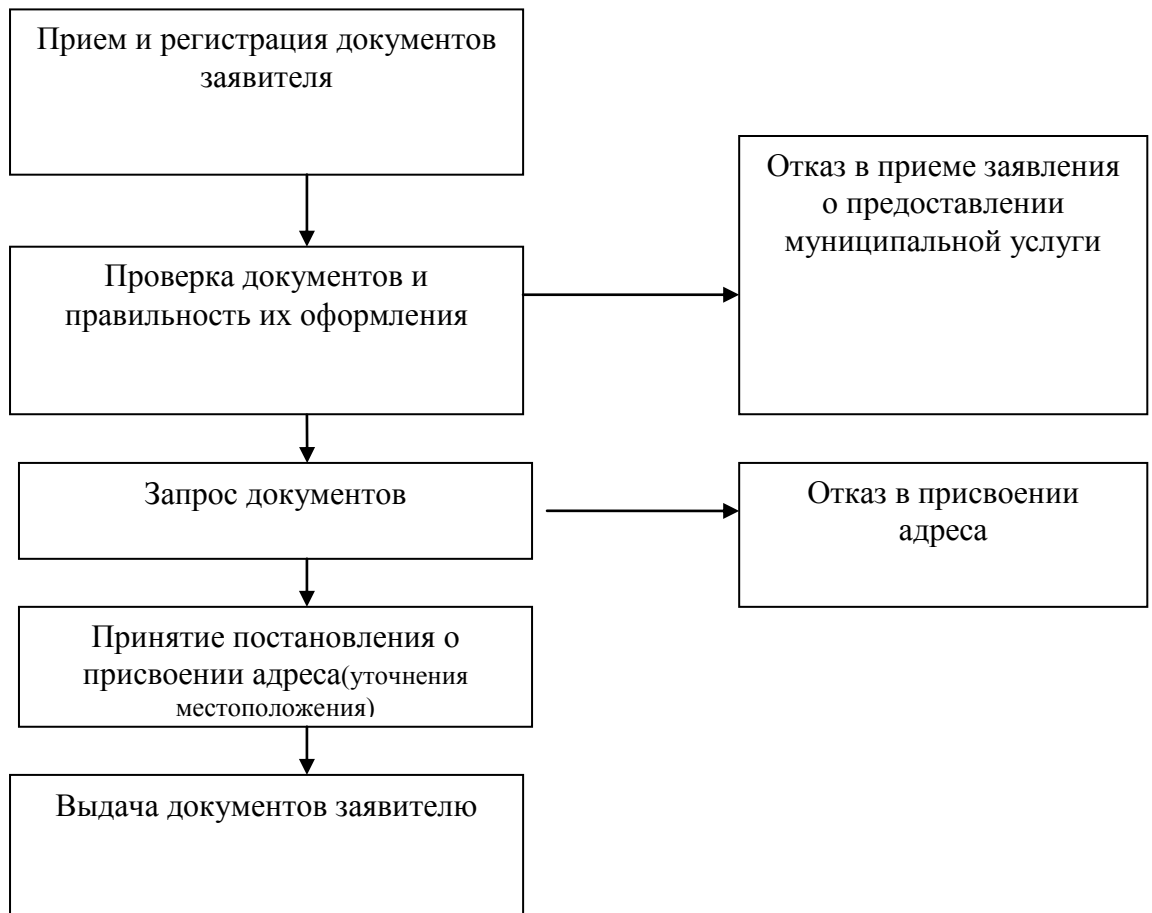 Прием и регистрация документов
заявителя
Отказ в приеме заявления
о предоставлении
муниципальной услуги
Проверка документов и
правильность их оформления
Запрос документов
Отказ в присвоении
адреса
Принятие постановления о
присвоении адреса(уточнения
местоположения)
Выдача документов заявителю